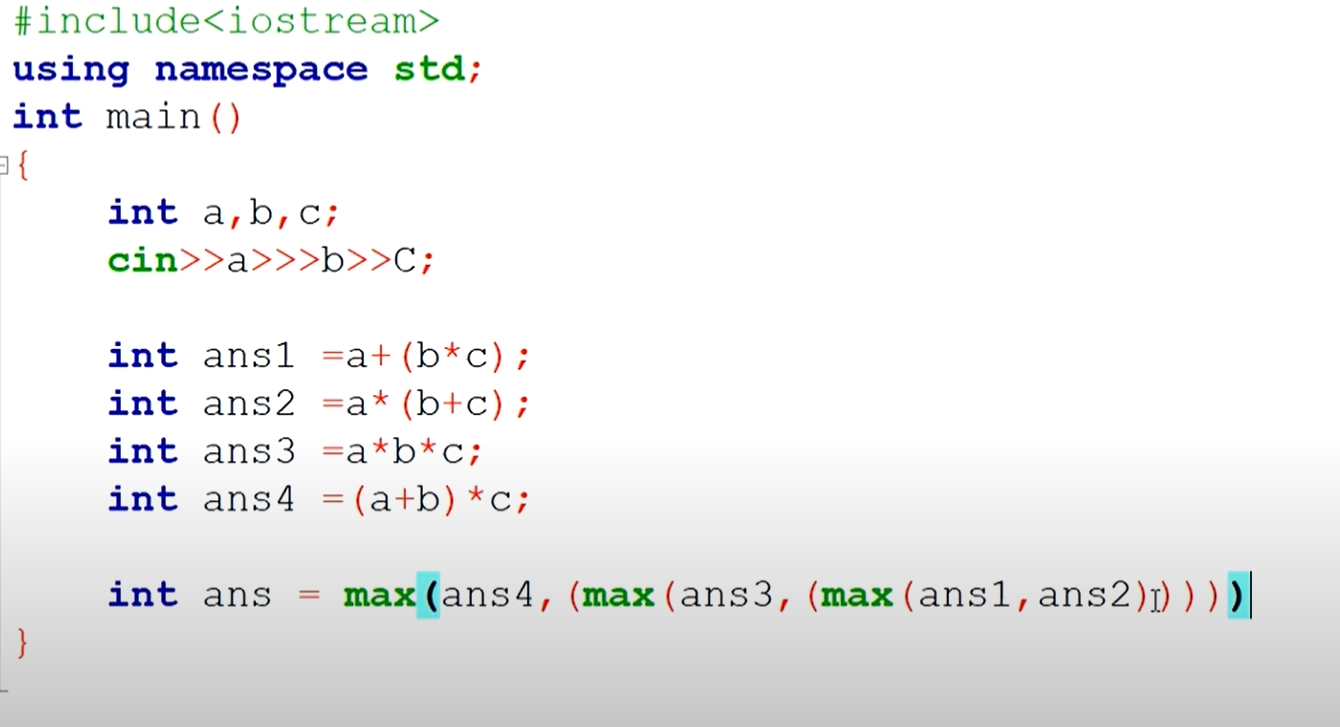 #include<iostream>
using namespace std;
int main()
{
int a,b,c;
cin>>a>>>b>>C;
int ans1 =a+(b*c);
int ans2 =a*(b+c);
int ans3 =a*b*c;
int ans4 =(a+b)*c;
int ans = max(ans4,(max(ans3,(max(ans1,ans2)))))
}